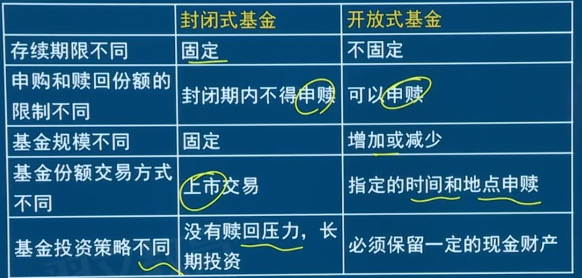 封闭式基金 开放式基金
存续期限不同 固定 不固定
申购和赎回份额的
限制不同 封闭期内不得申赎 可以申赎
基金规模不同 固定 增加或减少
基金份额交易方式
不同 上市交易 指定的时间和地点申赎
基金投资策略不同 没有赎回压力，长
期投资 必须保留一定的现金财产